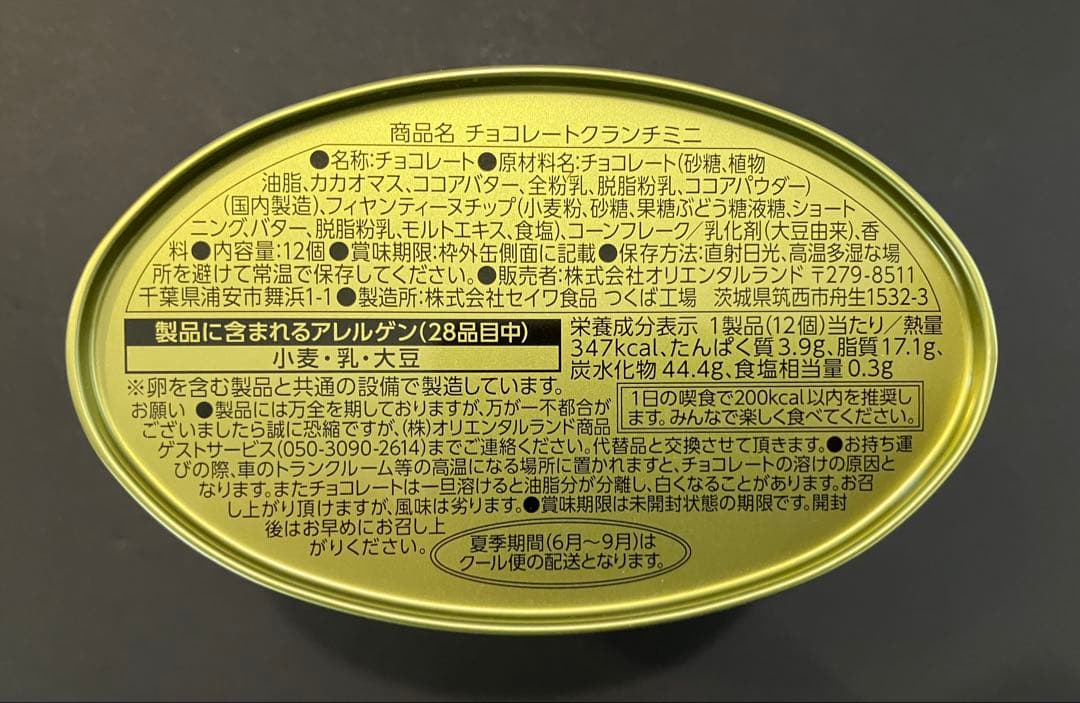 商品名 チョコレートクランチミニ
●名称:チョコレート●原材料名:チョコレート(砂糖、植物
油脂、カカオマス、ココアバター、全粉乳、脱脂粉乳、ココアパウダー)
(国内製造)、フィヤンティーヌチップ(小麦粉、砂糖、果糖ぶどう糖液糖、ショート
ニング、バター、脱脂粉乳、モルトエキス、食塩)、コーンフレーク/乳化剤(大豆由来)、香
料●内容量:12個●賞味期限:枠外缶側面に記載●保存方法:直射日光、高温多湿な場
所を避けて常温で保存してください。●販売者:株式会社オリエンタルランド 〒279-8511
千葉県浦安市舞浜1-1●製造所:株式会社セイワ食品 つくば工場 茨城県筑西市舟生1532-3
製品に含まれるアレルゲン(28品目中)
小麦・乳・大豆
栄養成分表示 1製品(12個)当たり/熱量
347kcal、たんぱく質3.9g、脂質17.1g、
炭水化物 44.4g、食塩相当量 0.3g
※卵を含む製品と共通の設備で製造しています。
1日の喫食で200kcal以内を推奨し
ます。みんなで楽しく食べてください。
お願い ●製品には万全を期しておりますが、万が一不都合が
ございましたら誠に恐縮ですが、(株)オリエンタルランド商品
ゲストサービス(050-3090-2614)までご連絡ください。代替品と交換させて頂きます。●お持ち運
びの際、車のトランクルーム等の高温になる場所に置かれますと、チョコレートの溶けの原因と
なります。またチョコレートは一旦溶けると油脂分が分離し、白くなることがあります。お召
し上がり頂けますが、風味は劣ります。●賞味期限は未開封状態の期限です。開封
後はお早めにお召し上
がりください。
夏季期間(6月〜9月)は
クール便の配送となります。